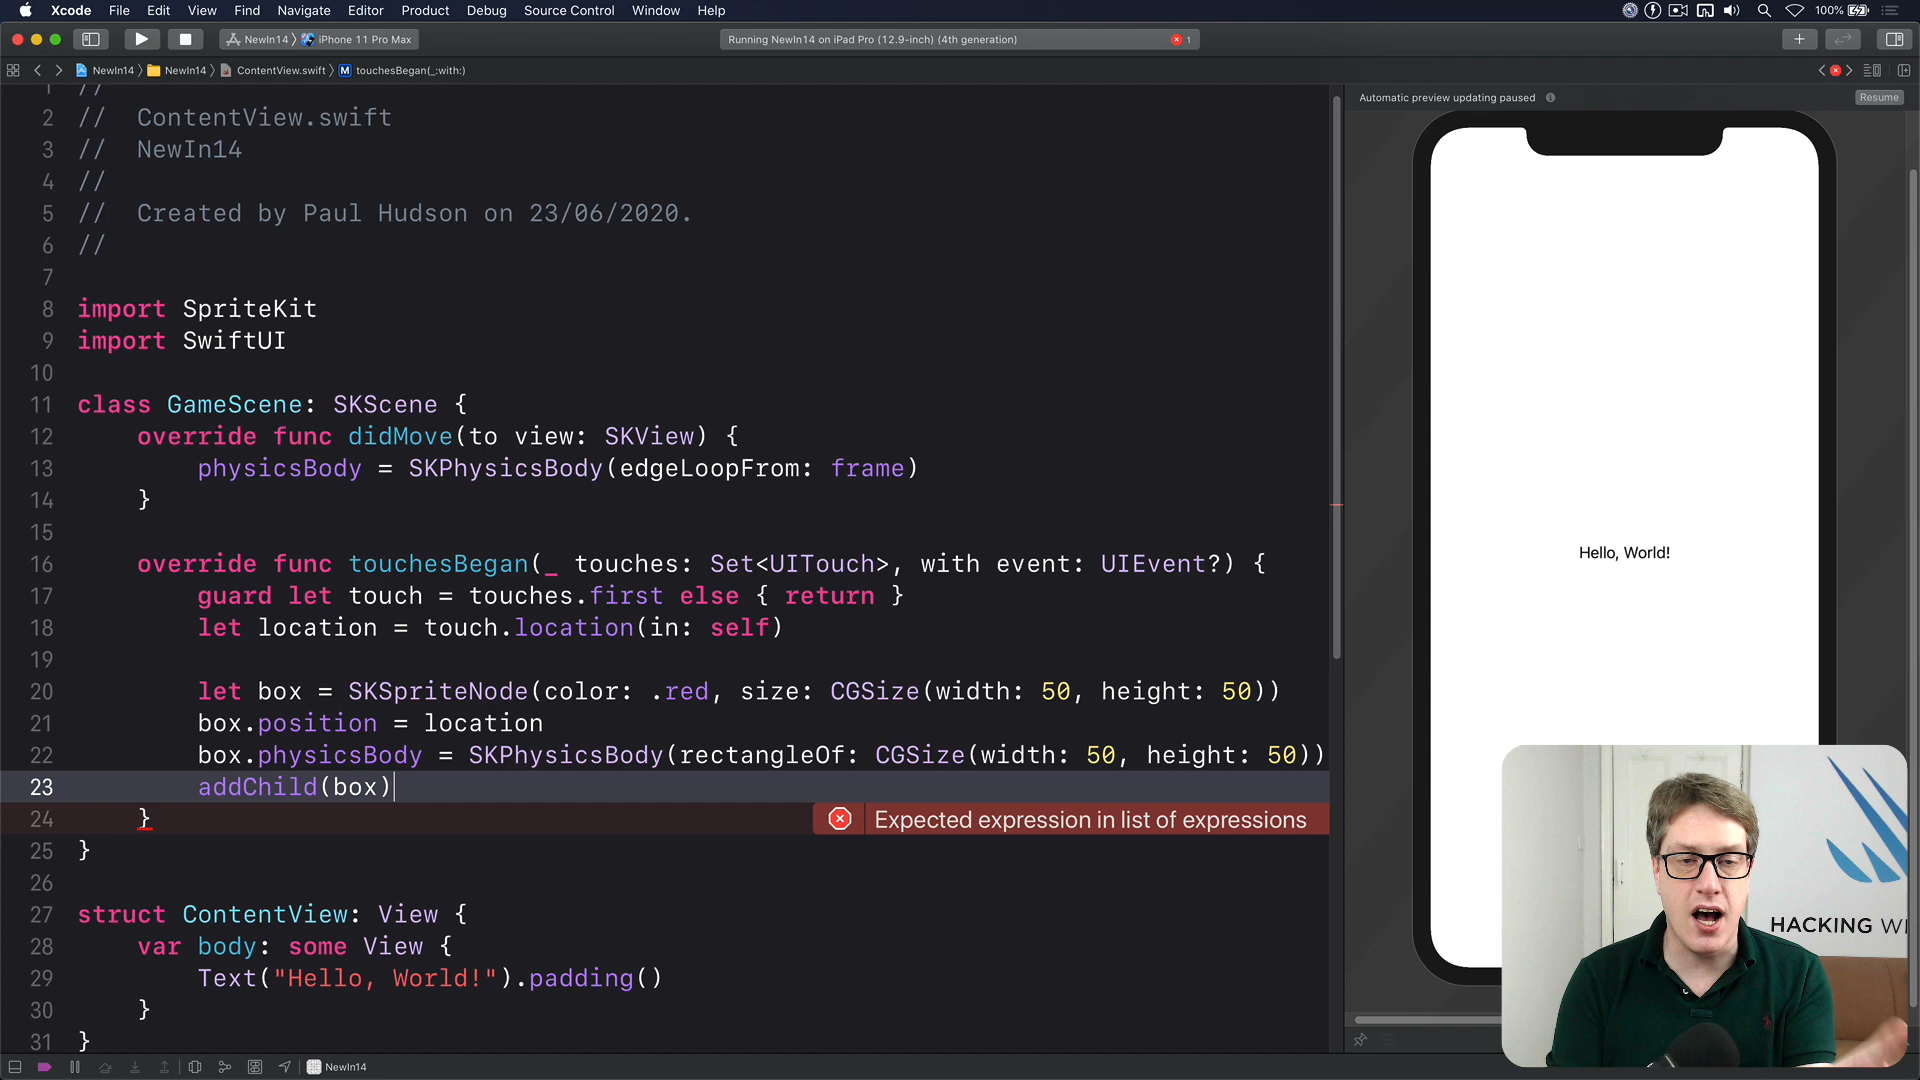 Xcode File Edit View Find Navigate Editor Product Debug Source Control Window Help 100%
NewIn14 iPhone 11 Pro Max
Running NewIn14 on iPad Pro (12.9-inch) (4th generation) 1
NewIn14 NewIn14 ContentView.swift M touchesBegan(_:with:)
Automatic preview updating paused Resume
1 //
2 // ContentView.swift
3 // NewIn14
4 //
5 // Created by Paul Hudson on 23/06/2020.
6 //
7
8 import SpriteKit
9 import SwiftUI
10
11 class GameScene: SKScene {
12 override func didMove(to view: SKView) {
13 physicsBody = SKPhysicsBody(edgeLoopFrom: frame)
14 }
15
16 override func touchesBegan(_ touches: Set<UITouch>, with event: UIEvent?) {
17 guard let touch = touches.first else { return }
18 let location = touch.location(in: self)
19
20 let box = SKSpriteNode(color: .red, size: CGSize(width: 50, height: 50))
21 box.position = location
22 box.physicsBody = SKPhysicsBody(rectangleOf: CGSize(width: 50, height: 50))
23 addChild(box)
24 } Expected expression in list of expressions
25 }
26
27 struct ContentView: View {
28 var body: some View {
29 Text("Hello, World!").padding()
30 }
31 }
Hello, World!
HACKING WI
NewIn14